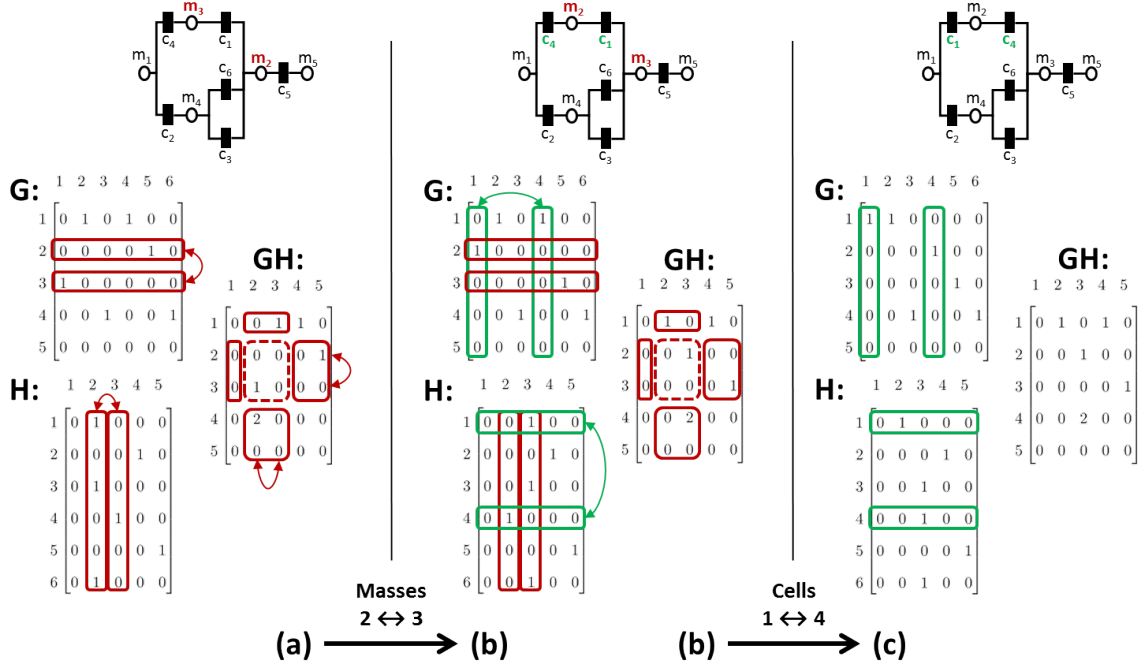 m₃
c₄ c₁
m₁ c₆ m₂ m₅
m₄ c₅
c₂ c₃
G:
1 2 3 4 5 6
1 0 1 0 1 0 0
2 0 0 0 0 1 0
3 1 0 0 0 0 0
4 0 0 1 0 0 1
5 0 0 0 0 0 0
GH:
1 2 3 4 5
1 0 0 1 1 0
2 0 0 0 0 1
3 0 1 0 0 0
4 0 2 0 0 0
5 0 0 0 0 0
H:
1 2 3 4 5
1 0 1 0 0 0
2 0 0 0 1 0
3 0 1 0 0 0
4 0 0 1 0 0
5 0 0 0 0 1
6 0 1 0 0 0
m₂
c₄ c₁
m₁ c₆ m₃ m₅
m₄ c₅
c₂ c₃
G:
1 2 3 4 5 6
1 0 1 0 1 0 0
2 1 0 0 0 0 0
3 0 0 0 0 1 0
4 0 0 1 0 0 1
5 0 0 0 0 0 0
GH:
1 2 3 4 5
1 0 1 0 1 0
2 0 0 1 0 0
3 0 0 0 0 1
4 0 0 2 0 0
5 0 0 0 0 0
H:
1 2 3 4 5
1 0 0 1 0 0
2 0 0 0 1 0
3 0 0 1 0 0
4 0 1 0 0 0
5 0 0 0 0 1
6 0 0 1 0 0
m₂
c₁ c₄
m₁ c₆ m₃ m₅
m₄ c₅
c₂ c₃
G:
1 2 3 4 5 6
1 1 1 0 0 0 0
2 0 0 0 1 0 0
3 0 0 0 0 1 0
4 0 0 1 0 0 1
5 0 0 0 0 0 0
GH:
1 2 3 4 5
1 0 1 0 1 0
2 0 0 1 0 0
3 0 0 0 0 1
4 0 0 2 0 0
5 0 0 0 0 0
H:
1 2 3 4 5
1 0 1 0 0 0
2 0 0 0 1 0
3 0 0 1 0 0
4 0 0 1 0 0
5 0 0 0 0 1
6 0 0 1 0 0
Masses
2 ↔ 3
(a) (b)
Cells
1 ↔ 4
(b) (c)